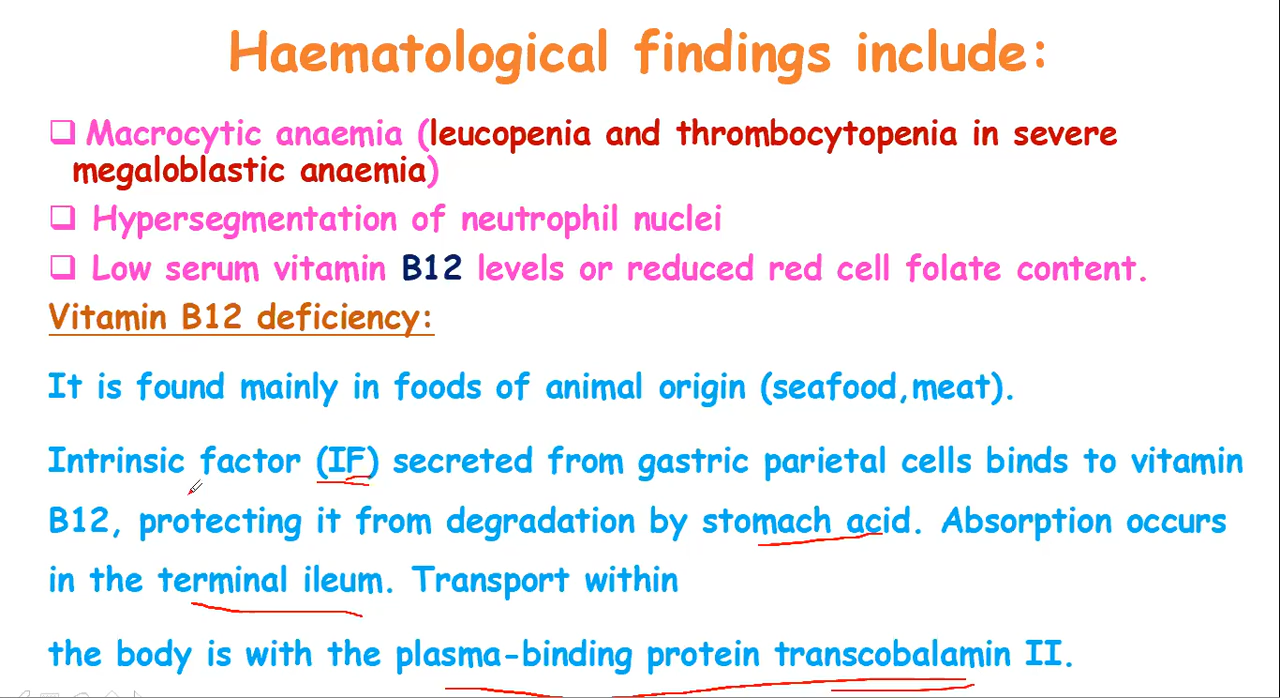 Haematological findings include:
❑ Macrocytic anaemia (leucopenia and thrombocytopenia in severe
megaloblastic anaemia)
❑ Hypersegmentation of neutrophil nuclei
❑ Low serum vitamin B12 levels or reduced red cell folate content.
Vitamin B12 deficiency:
It is found mainly in foods of animal origin (seafood,meat).
Intrinsic factor (IF) secreted from gastric parietal cells binds to vitamin
B12, protecting it from degradation by stomach acid. Absorption occurs
in the terminal ileum. Transport within
the body is with the plasma-binding protein transcobalamin II.